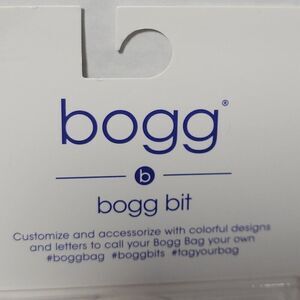 bogg®
b
bogg bit
Customize and accessorize with colorful designs
and letters to call your Bogg Bag your own
#boggbag #boggbits #tagyourbag